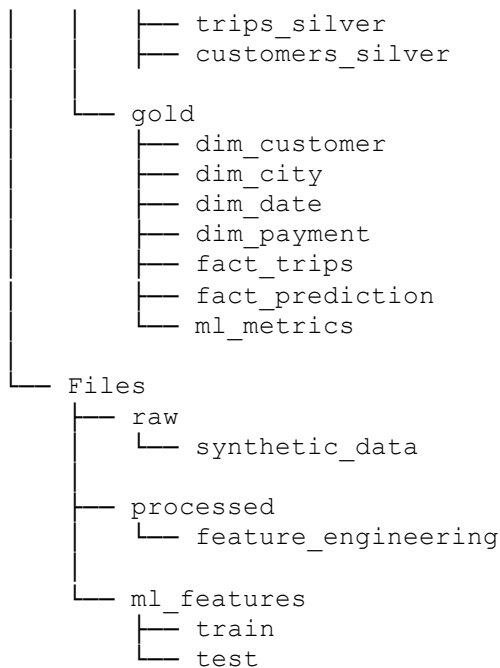 │   │   ├── trips_silver
│   │   ├── customers_silver
│   │
│   └── gold
│       ├── dim_customer
│       ├── dim_city
│       ├── dim_date
│       ├── dim_payment
│       ├── fact_trips
│       ├── fact_prediction
│       └── ml_metrics
│
└── Files
    ├── raw
    │   └── synthetic_data
    │
    ├── processed
    │   └── feature_engineering
    │
    └── ml_features
        ├── train
        └── test